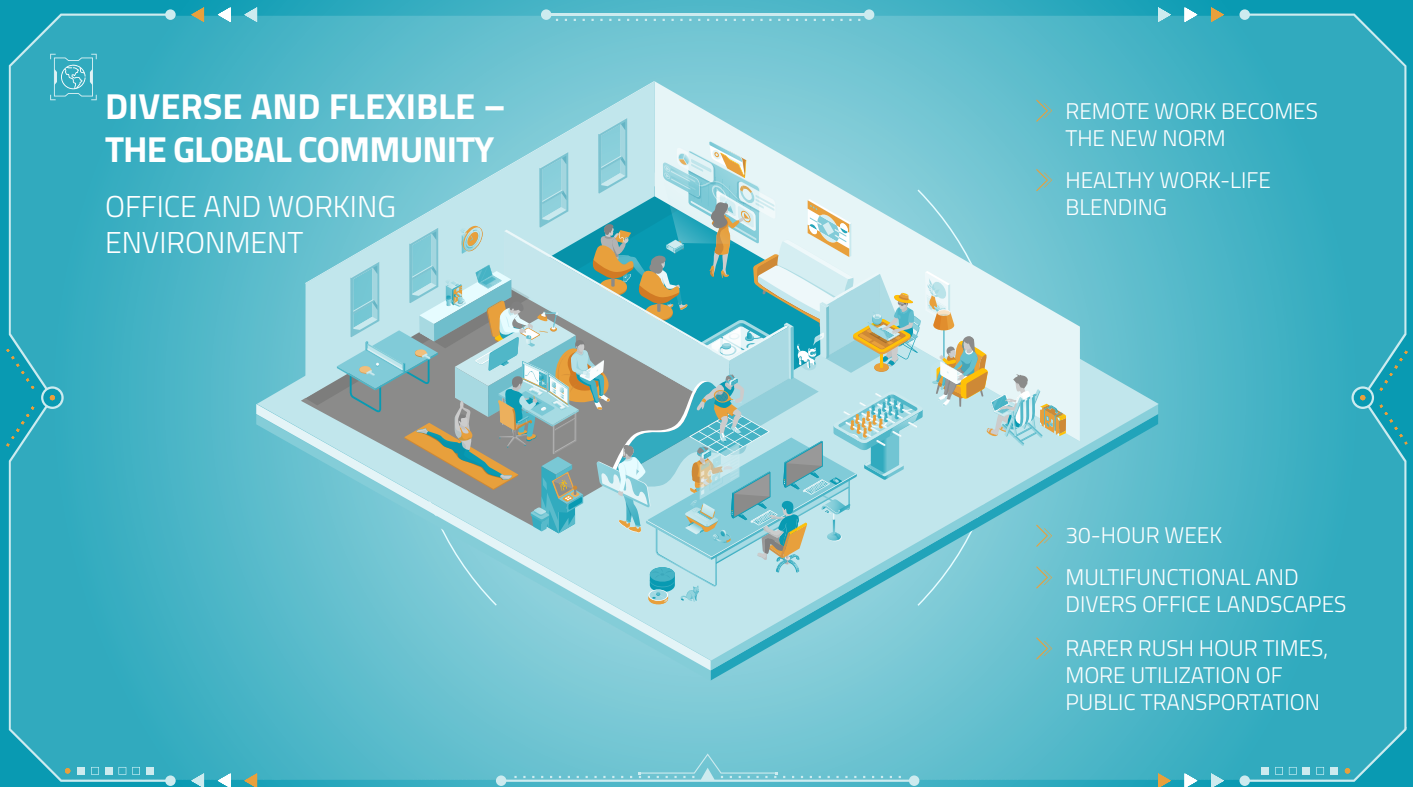 DIVERSE AND FLEXIBLE –
THE GLOBAL COMMUNITY
OFFICE AND WORKING
ENVIRONMENT
REMOTE WORK BECOMES
THE NEW NORM
HEALTHY WORK-LIFE
BLENDING
30-HOUR WEEK
MULTIFUNCTIONAL AND
DIVERS OFFICE LANDSCAPES
RARER RUSH HOUR TIMES,
MORE UTILIZATION OF
PUBLIC TRANSPORTATION